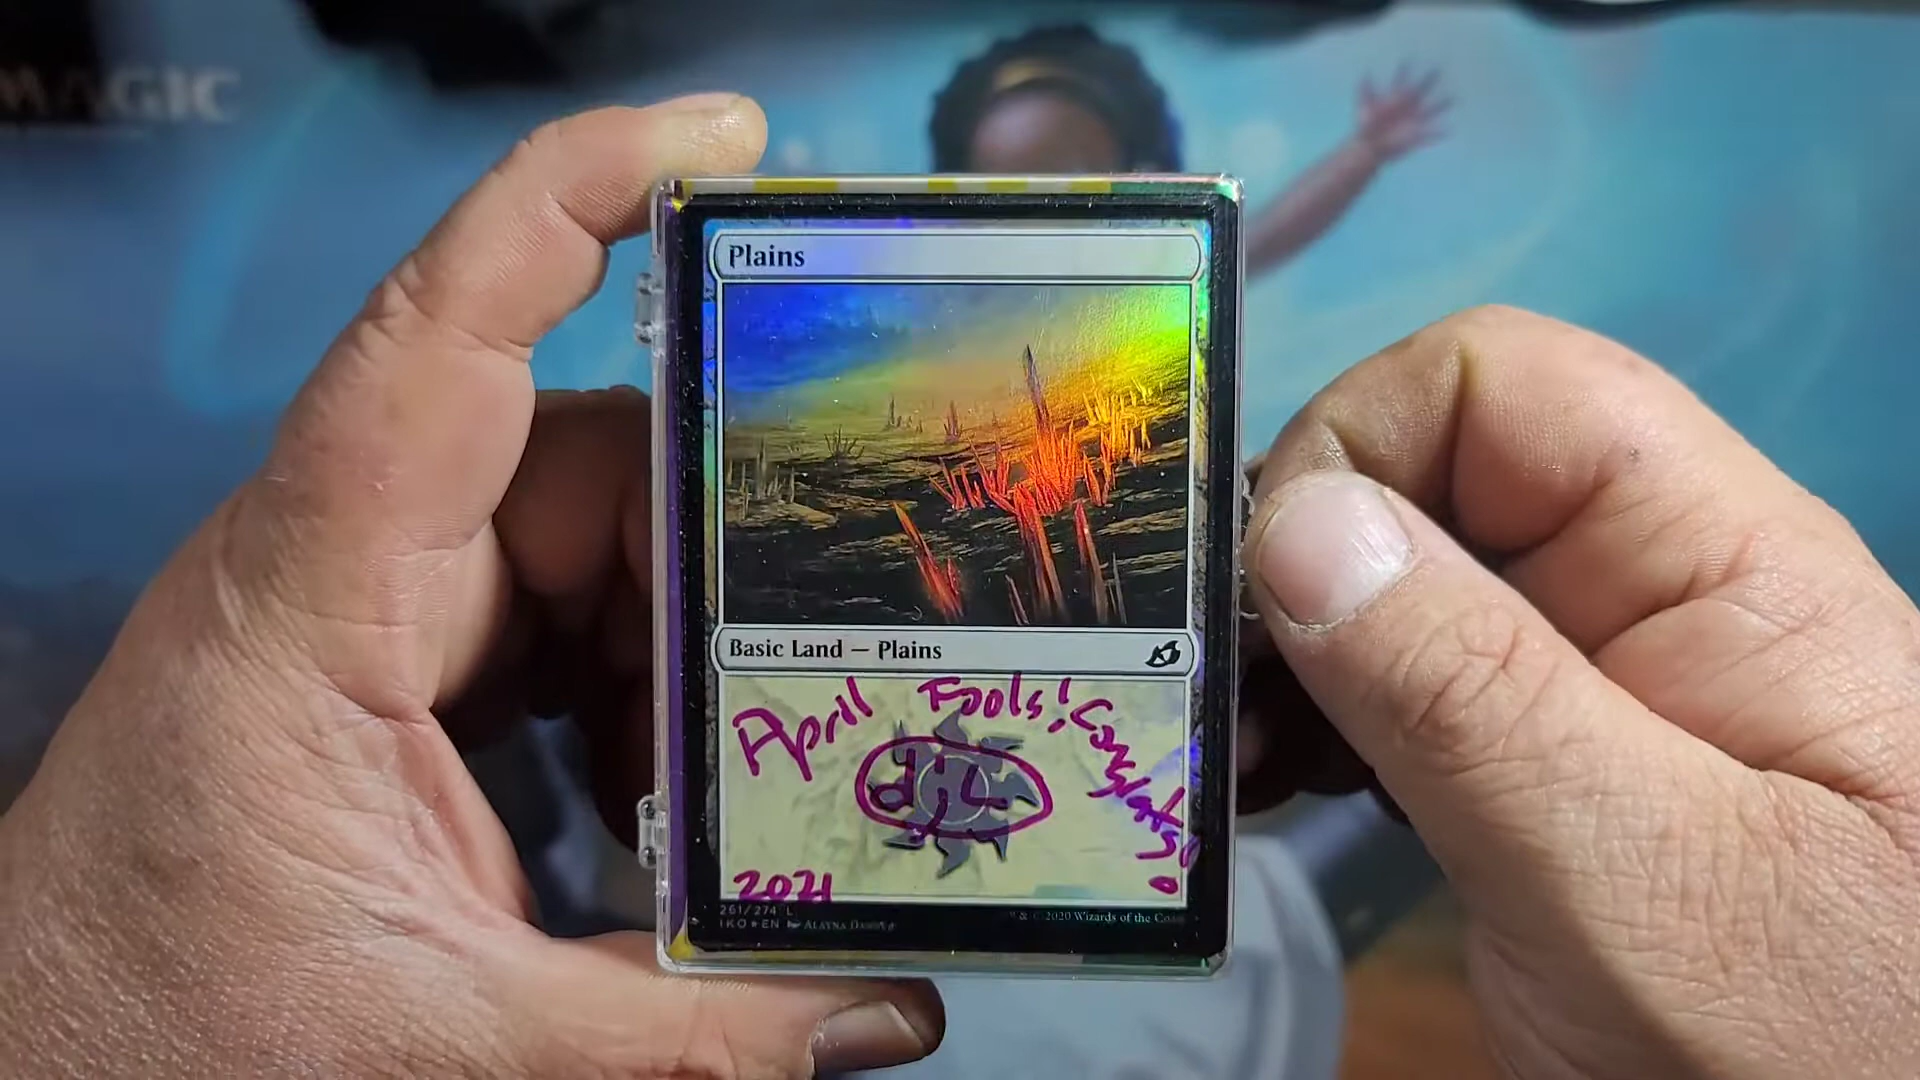 MAGIC
Plains
Basic Land — Plains
April Fools! Congrats!
2021
261/274 L
IKO ★ EN
™ & © 2020 Wizards of the Coast